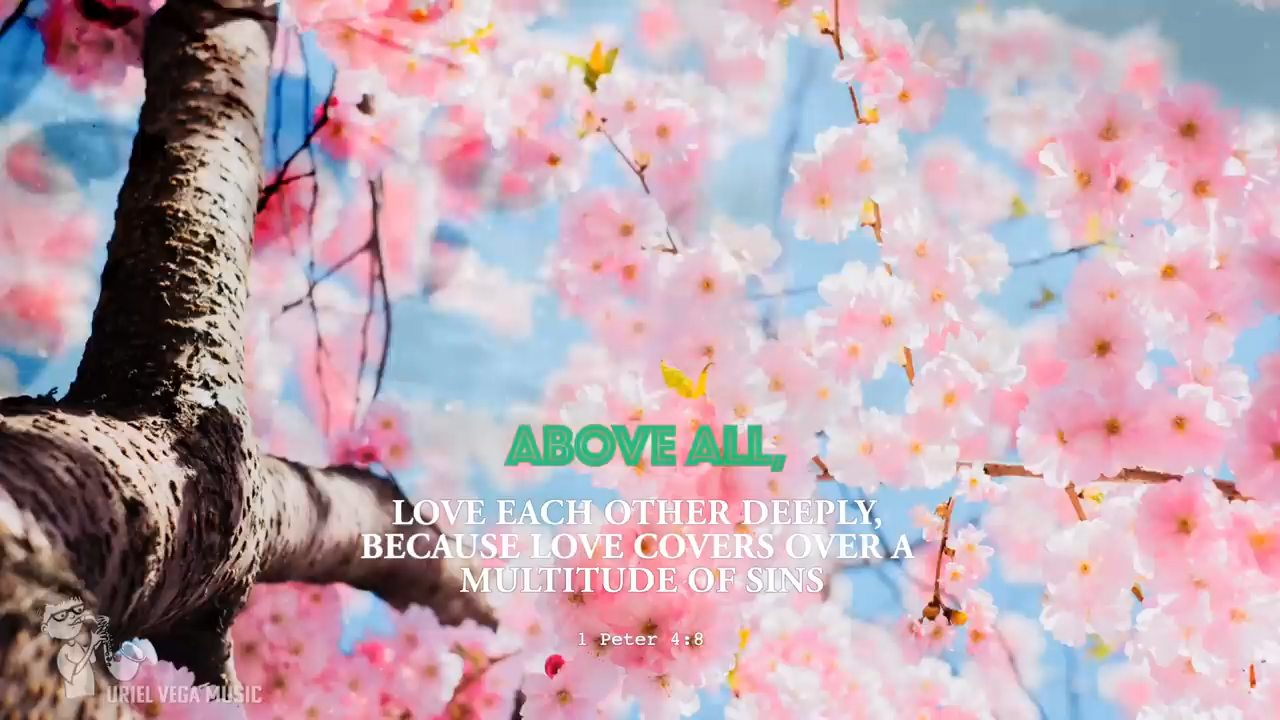 ABOVE ALL,
LOVE EACH OTHER DEEPLY,
BECAUSE LOVE COVERS OVER A
MULTITUDE OF SINS
1 Peter 4:8
URIEL VEGA MUSIC